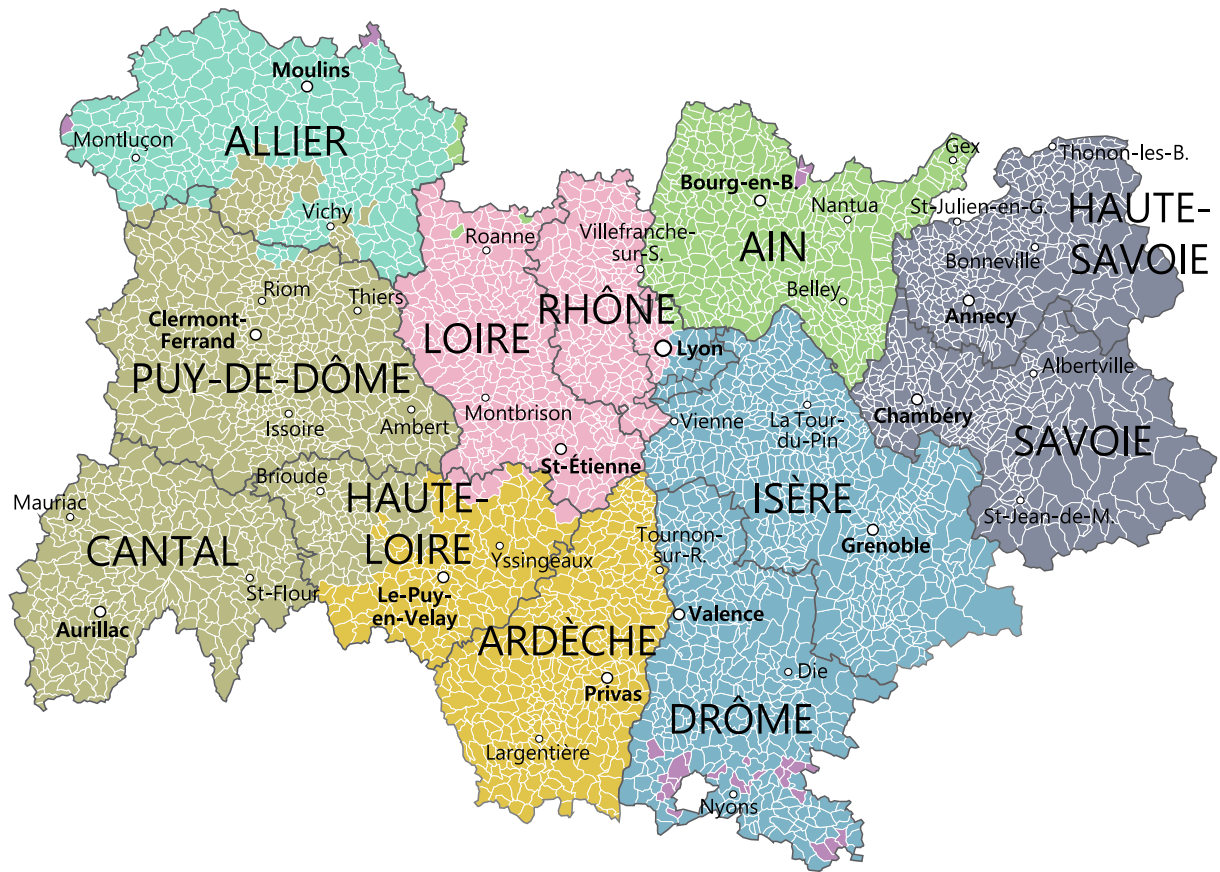 Moulins
Montluçon
ALLIER
Vichy
Gex
Thonon-les-B.
Bourg-en-B.
Nantua
St-Julien-en-G.
HAUTE-
SAVOIE
Roanne
Villefranche-
sur-S.
AIN
Bonneville
Riom
Thiers
Belley
Annecy
Clermont-
Ferrand
LOIRE
RHÔNE
Lyon
PUY-DE-DÔME
Albertville
Issoire
Ambert
Montbrison
Vienne
La Tour-
du-Pin
Chambéry
SAVOIE
St-Étienne
Brioude
Mauriac
HAUTE-
LOIRE
ISÈRE
St-Jean-de-M.
CANTAL
Yssingeaux
Tournon-
sur-R.
Grenoble
St-Flour
Le-Puy-
en-Velay
Aurillac
Valence
ARDÈCHE
Privas
Die
DRÔME
Largentière
Nyons